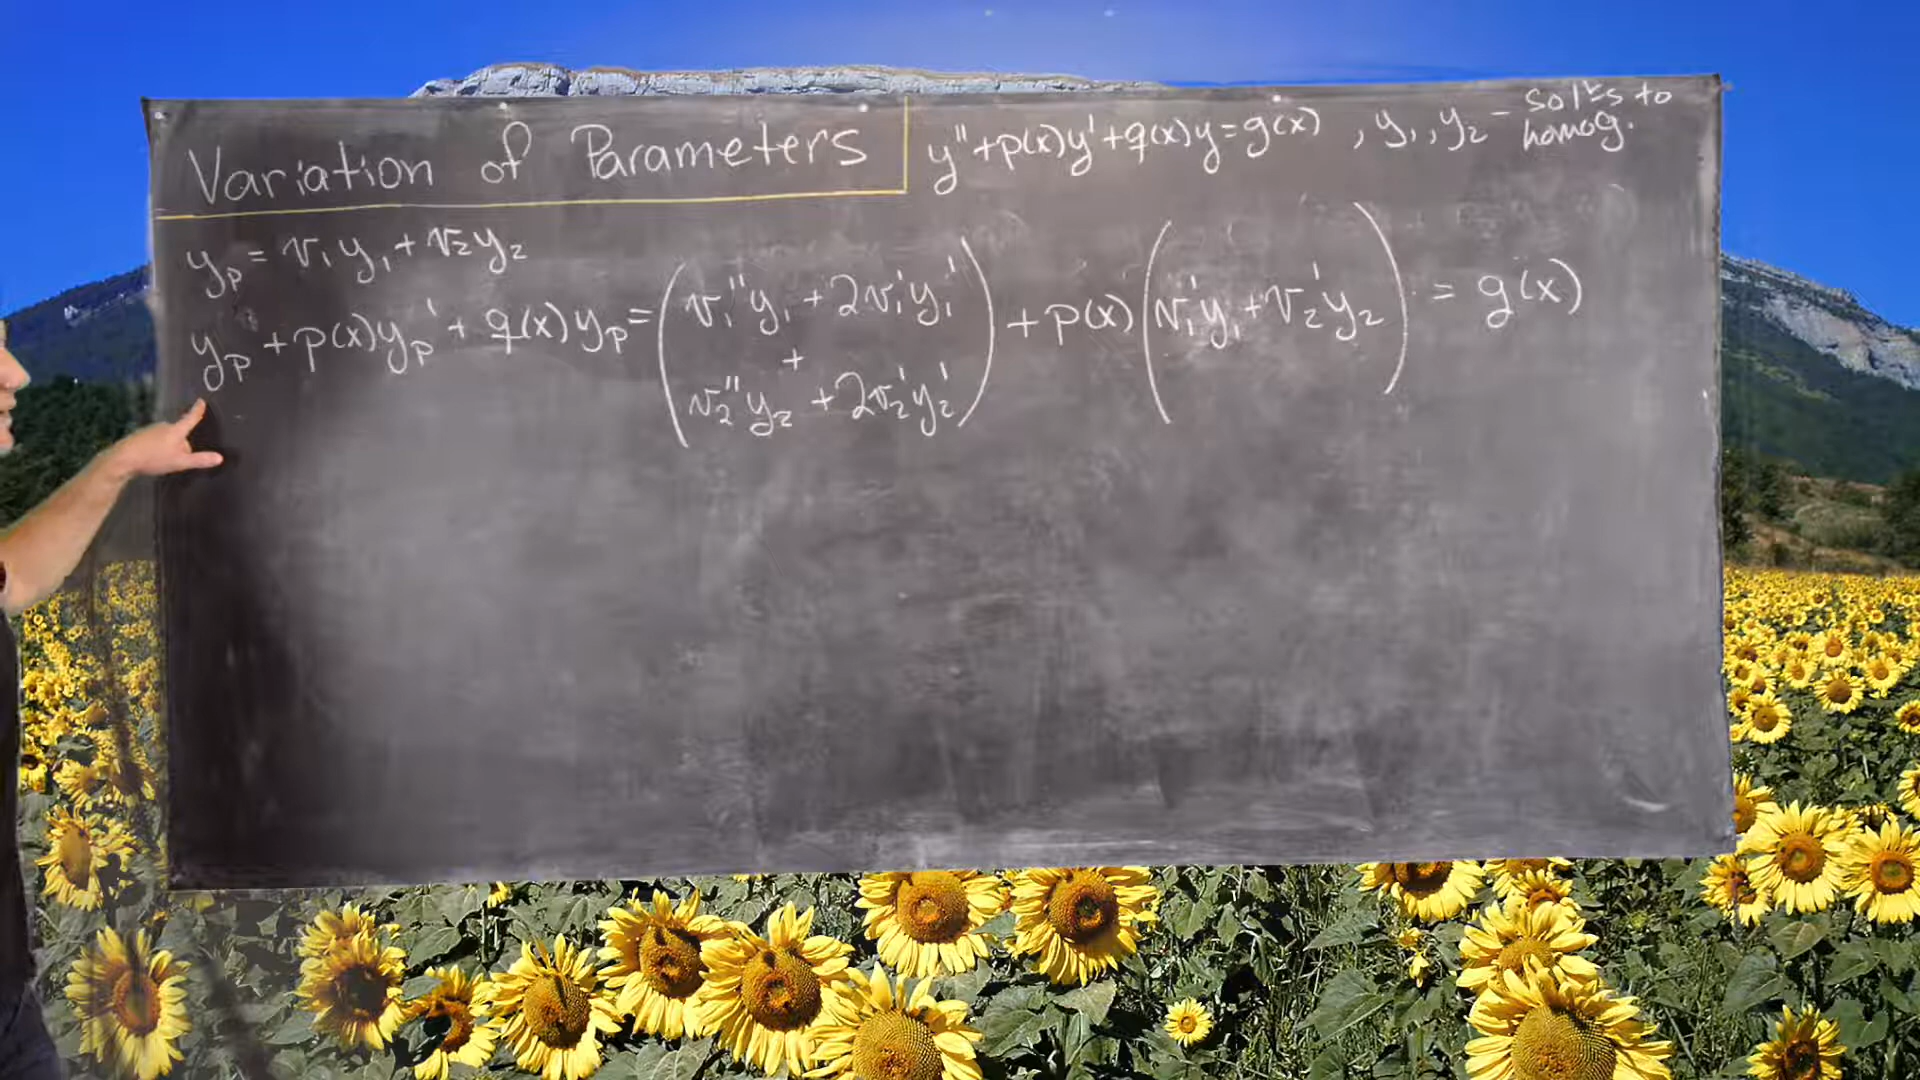 Variation of Parameters
y''+p(x)y'+q(x)y=g(x) , y₁, y₂ - sol'ns to homog.
yₚ = v₁y₁ + v₂y₂
yₚ'' + p(x)yₚ' + q(x)yₚ = (v₁''y₁ + 2v₁'y₁' + v₂''y₂ + 2v₂'y₂') + p(x)(v₁'y₁ + v₂'y₂) = g(x)